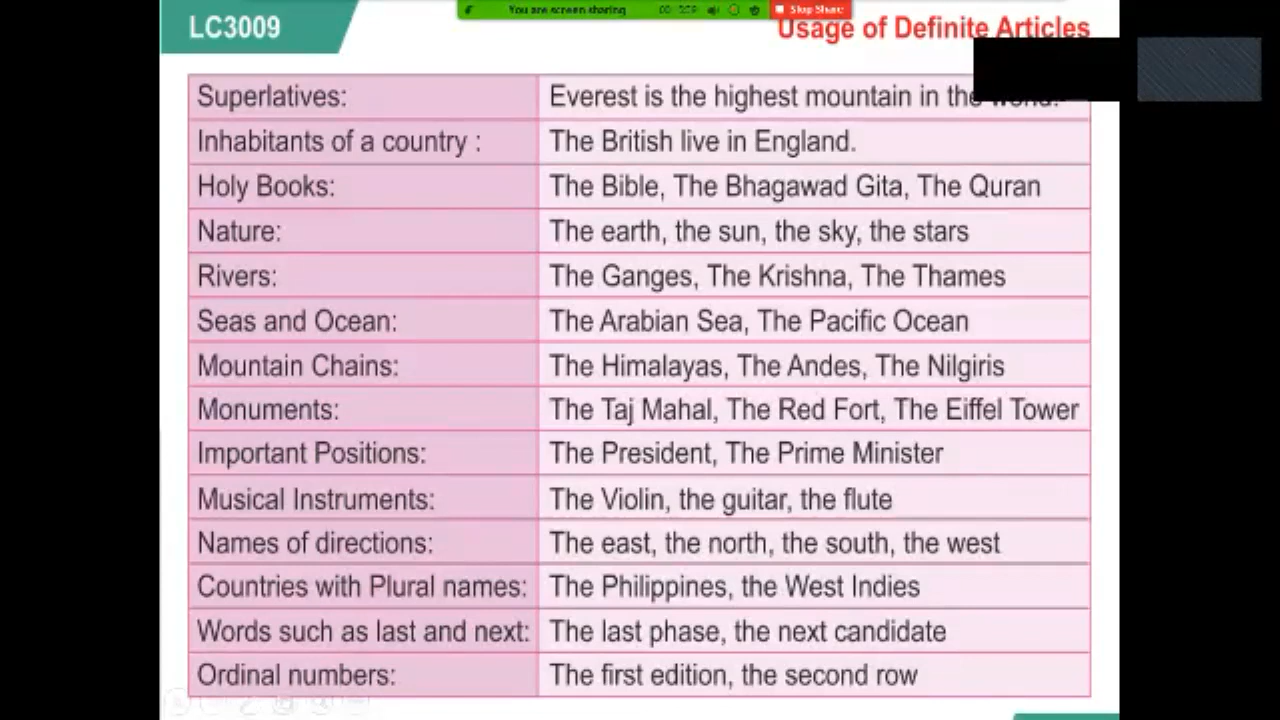 You are screen sharing
Stop Share
LC3009
Usage of Definite Articles
Superlatives: Everest is the highest mountain in the world.
Inhabitants of a country : The British live in England.
Holy Books: The Bible, The Bhagawad Gita, The Quran
Nature: The earth, the sun, the sky, the stars
Rivers: The Ganges, The Krishna, The Thames
Seas and Ocean: The Arabian Sea, The Pacific Ocean
Mountain Chains: The Himalayas, The Andes, The Nilgiris
Monuments: The Taj Mahal, The Red Fort, The Eiffel Tower
Important Positions: The President, The Prime Minister
Musical Instruments: The Violin, the guitar, the flute
Names of directions: The east, the north, the south, the west
Countries with Plural names: The Philippines, the West Indies
Words such as last and next: The last phase, the next candidate
Ordinal numbers: The first edition, the second row